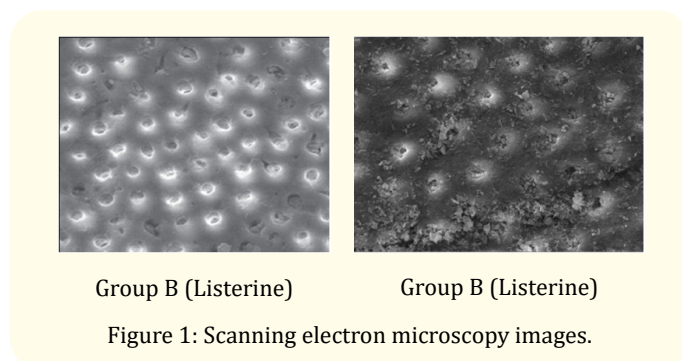 Group B (Listerine)
Group B (Listerine)
Figure 1: Scanning electron microscopy images.